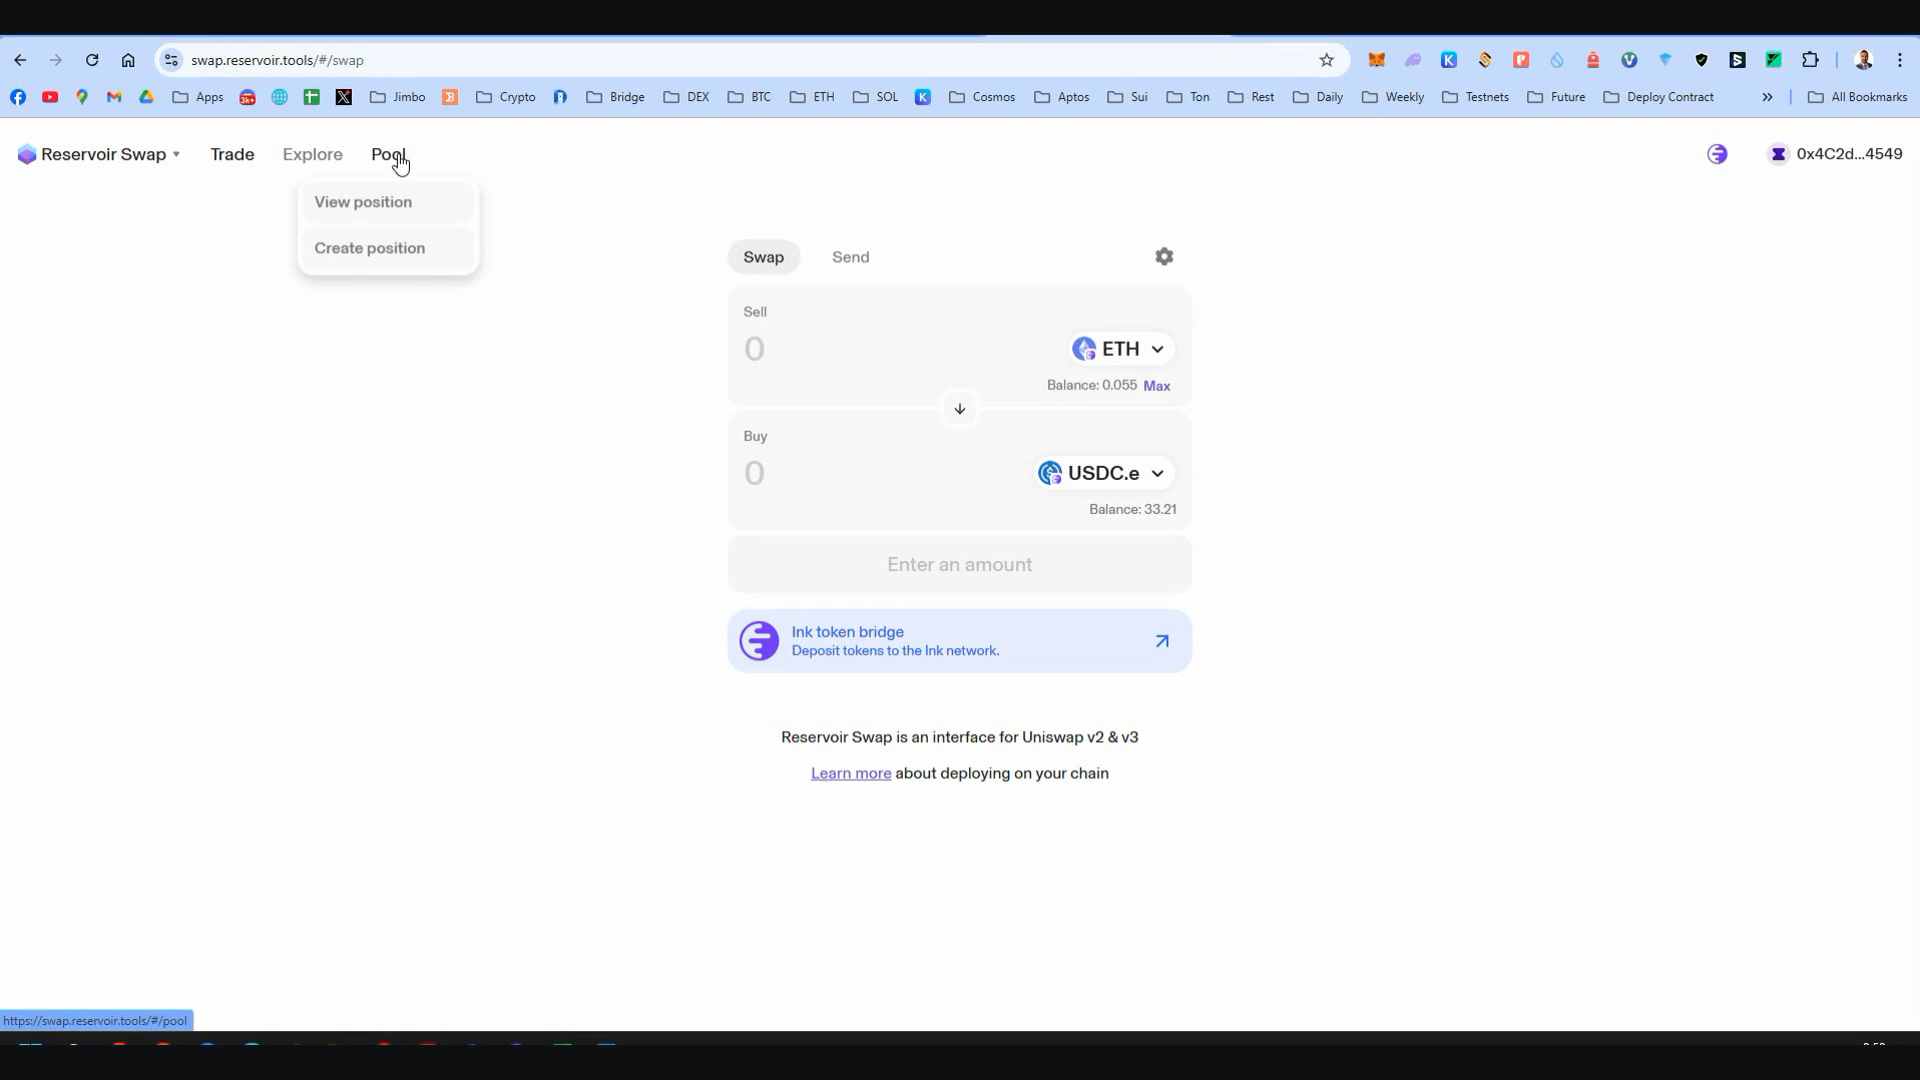 swap.reservoir.tools/#/swap
Apps
3k+
Jimbo
Crypto
Bridge
DEX
BTC
ETH
SOL
Cosmos
Aptos
Sui
Ton
Rest
Daily
Weekly
Testnets
Future
Deploy Contract
»
All Bookmarks
Reservoir Swap
Trade
Explore
Pool
0x4C2d...4549
View position
Create position
Swap
Send
Sell
0
ETH
Balance: 0.055 Max
Buy
0
USDC.e
Balance: 33.21
Enter an amount
Ink token bridge
Deposit tokens to the Ink network.
Reservoir Swap is an interface for Uniswap v2 & v3
Learn more about deploying on your chain
https://swap.reservoir.tools/#/pool